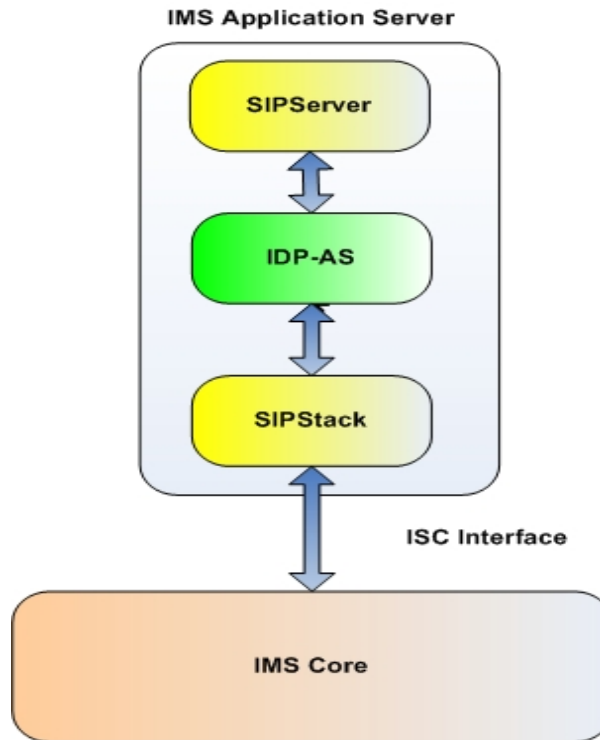 IMS Application Server
SIPServer
IDP-AS
SIPStack
ISC Interface
IMS Core